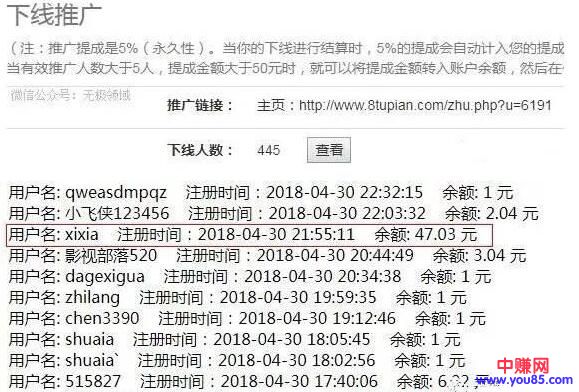 下线推广
（注：推广提成是5%（永久性）。当你的下线进行结算时，5%的提成会自动计入您的提成
当有效推广人数大于5人，提成金额大于50元时，就可以将提成金额转入账户余额，然后在
微信公众号：无极领域
推广链接： 主页：http://www.8tupian.com/zhu.php?u=6191
下线人数： 445 查看
用户名: qweasdmpqz 注册时间：2018-04-30 22:32:15 余额: 1 元
用户名: 小飞侠123456 注册时间：2018-04-30 22:03:32 余额: 2.04 元
用户名: xixia 注册时间：2018-04-30 21:55:11 余额: 47.03 元
用户名: 影视部落520 注册时间：2018-04-30 20:44:49 余额: 3.04 元
用户名: dagexigua 注册时间：2018-04-30 20:34:38 余额: 1 元
用户名: zhilang 注册时间：2018-04-30 19:59:35 余额: 1 元
用户名: chen3390 注册时间：2018-04-30 19:12:46 余额: 1 元
用户名: shuaia 注册时间：2018-04-30 18:05:45 余额: 1 元
用户名: shuaia` 注册时间：2018-04-30 18:02:56 余额: 1 元
用户名: 515827 注册时间：2018-04-30 17:40:06 余额: 6.32 元
中赚网
www.you85.com